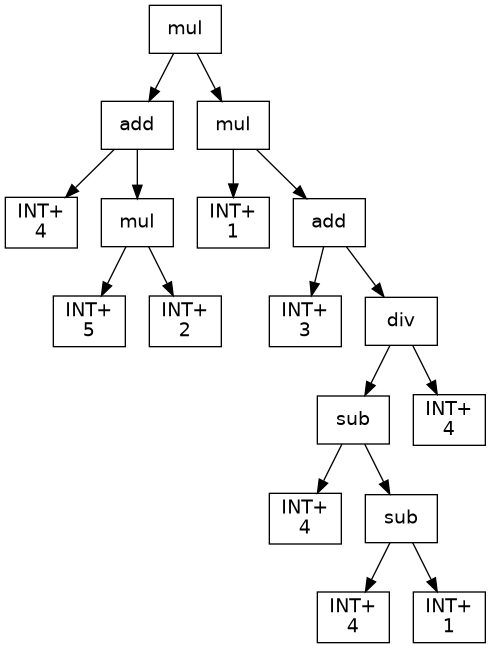 mul
add
mul
INT+
4
mul
INT+
1
add
INT+
5
INT+
2
INT+
3
div
sub
INT+
4
INT+
4
sub
INT+
4
INT+
1